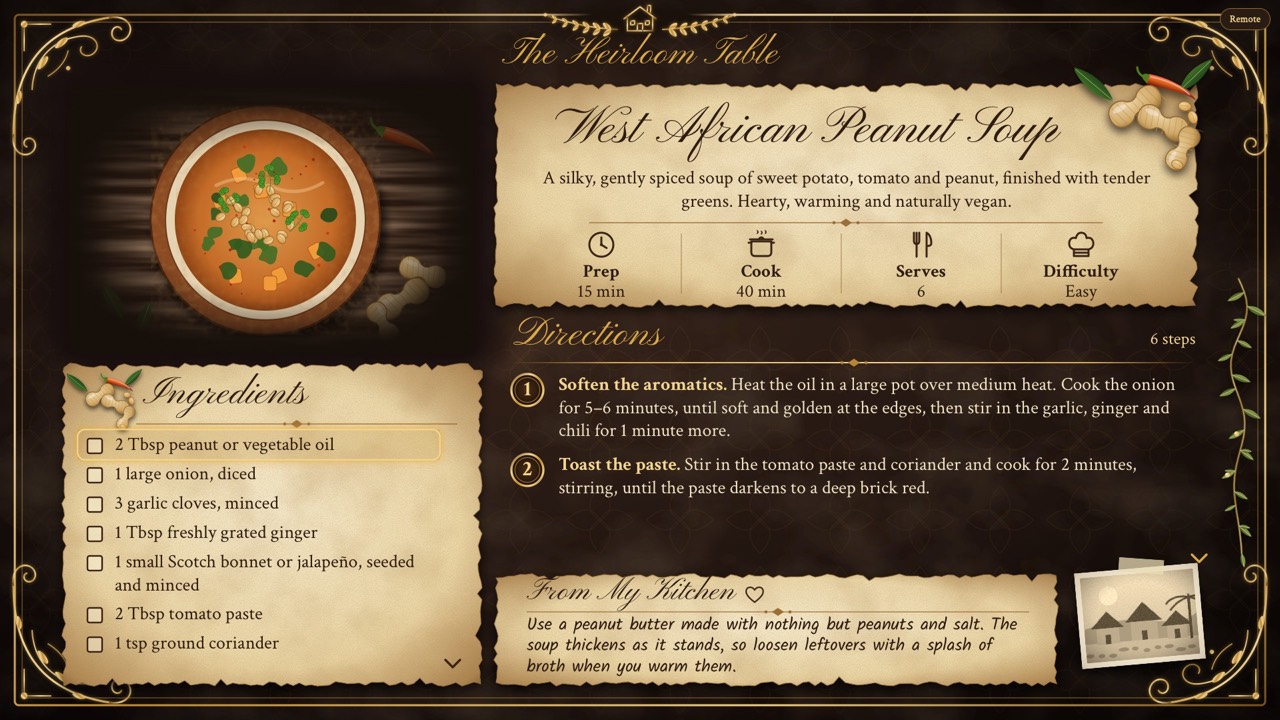 Remote
The Heirloom Table
West African Peanut Soup
A silky, gently spiced soup of sweet potato, tomato and peanut, finished with tender
greens. Hearty, warming and naturally vegan.
Prep
15 min
Cook
40 min
Serves
6
Difficulty
Easy
Ingredients
2 Tbsp peanut or vegetable oil
1 large onion, diced
3 garlic cloves, minced
1 Tbsp freshly grated ginger
1 small Scotch bonnet or jalapeño, seeded
and minced
2 Tbsp tomato paste
1 tsp ground coriander
Directions
6 steps
1
Soften the aromatics. Heat the oil in a large pot over medium heat. Cook the onion
for 5–6 minutes, until soft and golden at the edges, then stir in the garlic, ginger and
chili for 1 minute more.
2
Toast the paste. Stir in the tomato paste and coriander and cook for 2 minutes,
stirring, until the paste darkens to a deep brick red.
From My Kitchen
Use a peanut butter made with nothing but peanuts and salt. The
soup thickens as it stands, so loosen leftovers with a splash of
broth when you warm them.